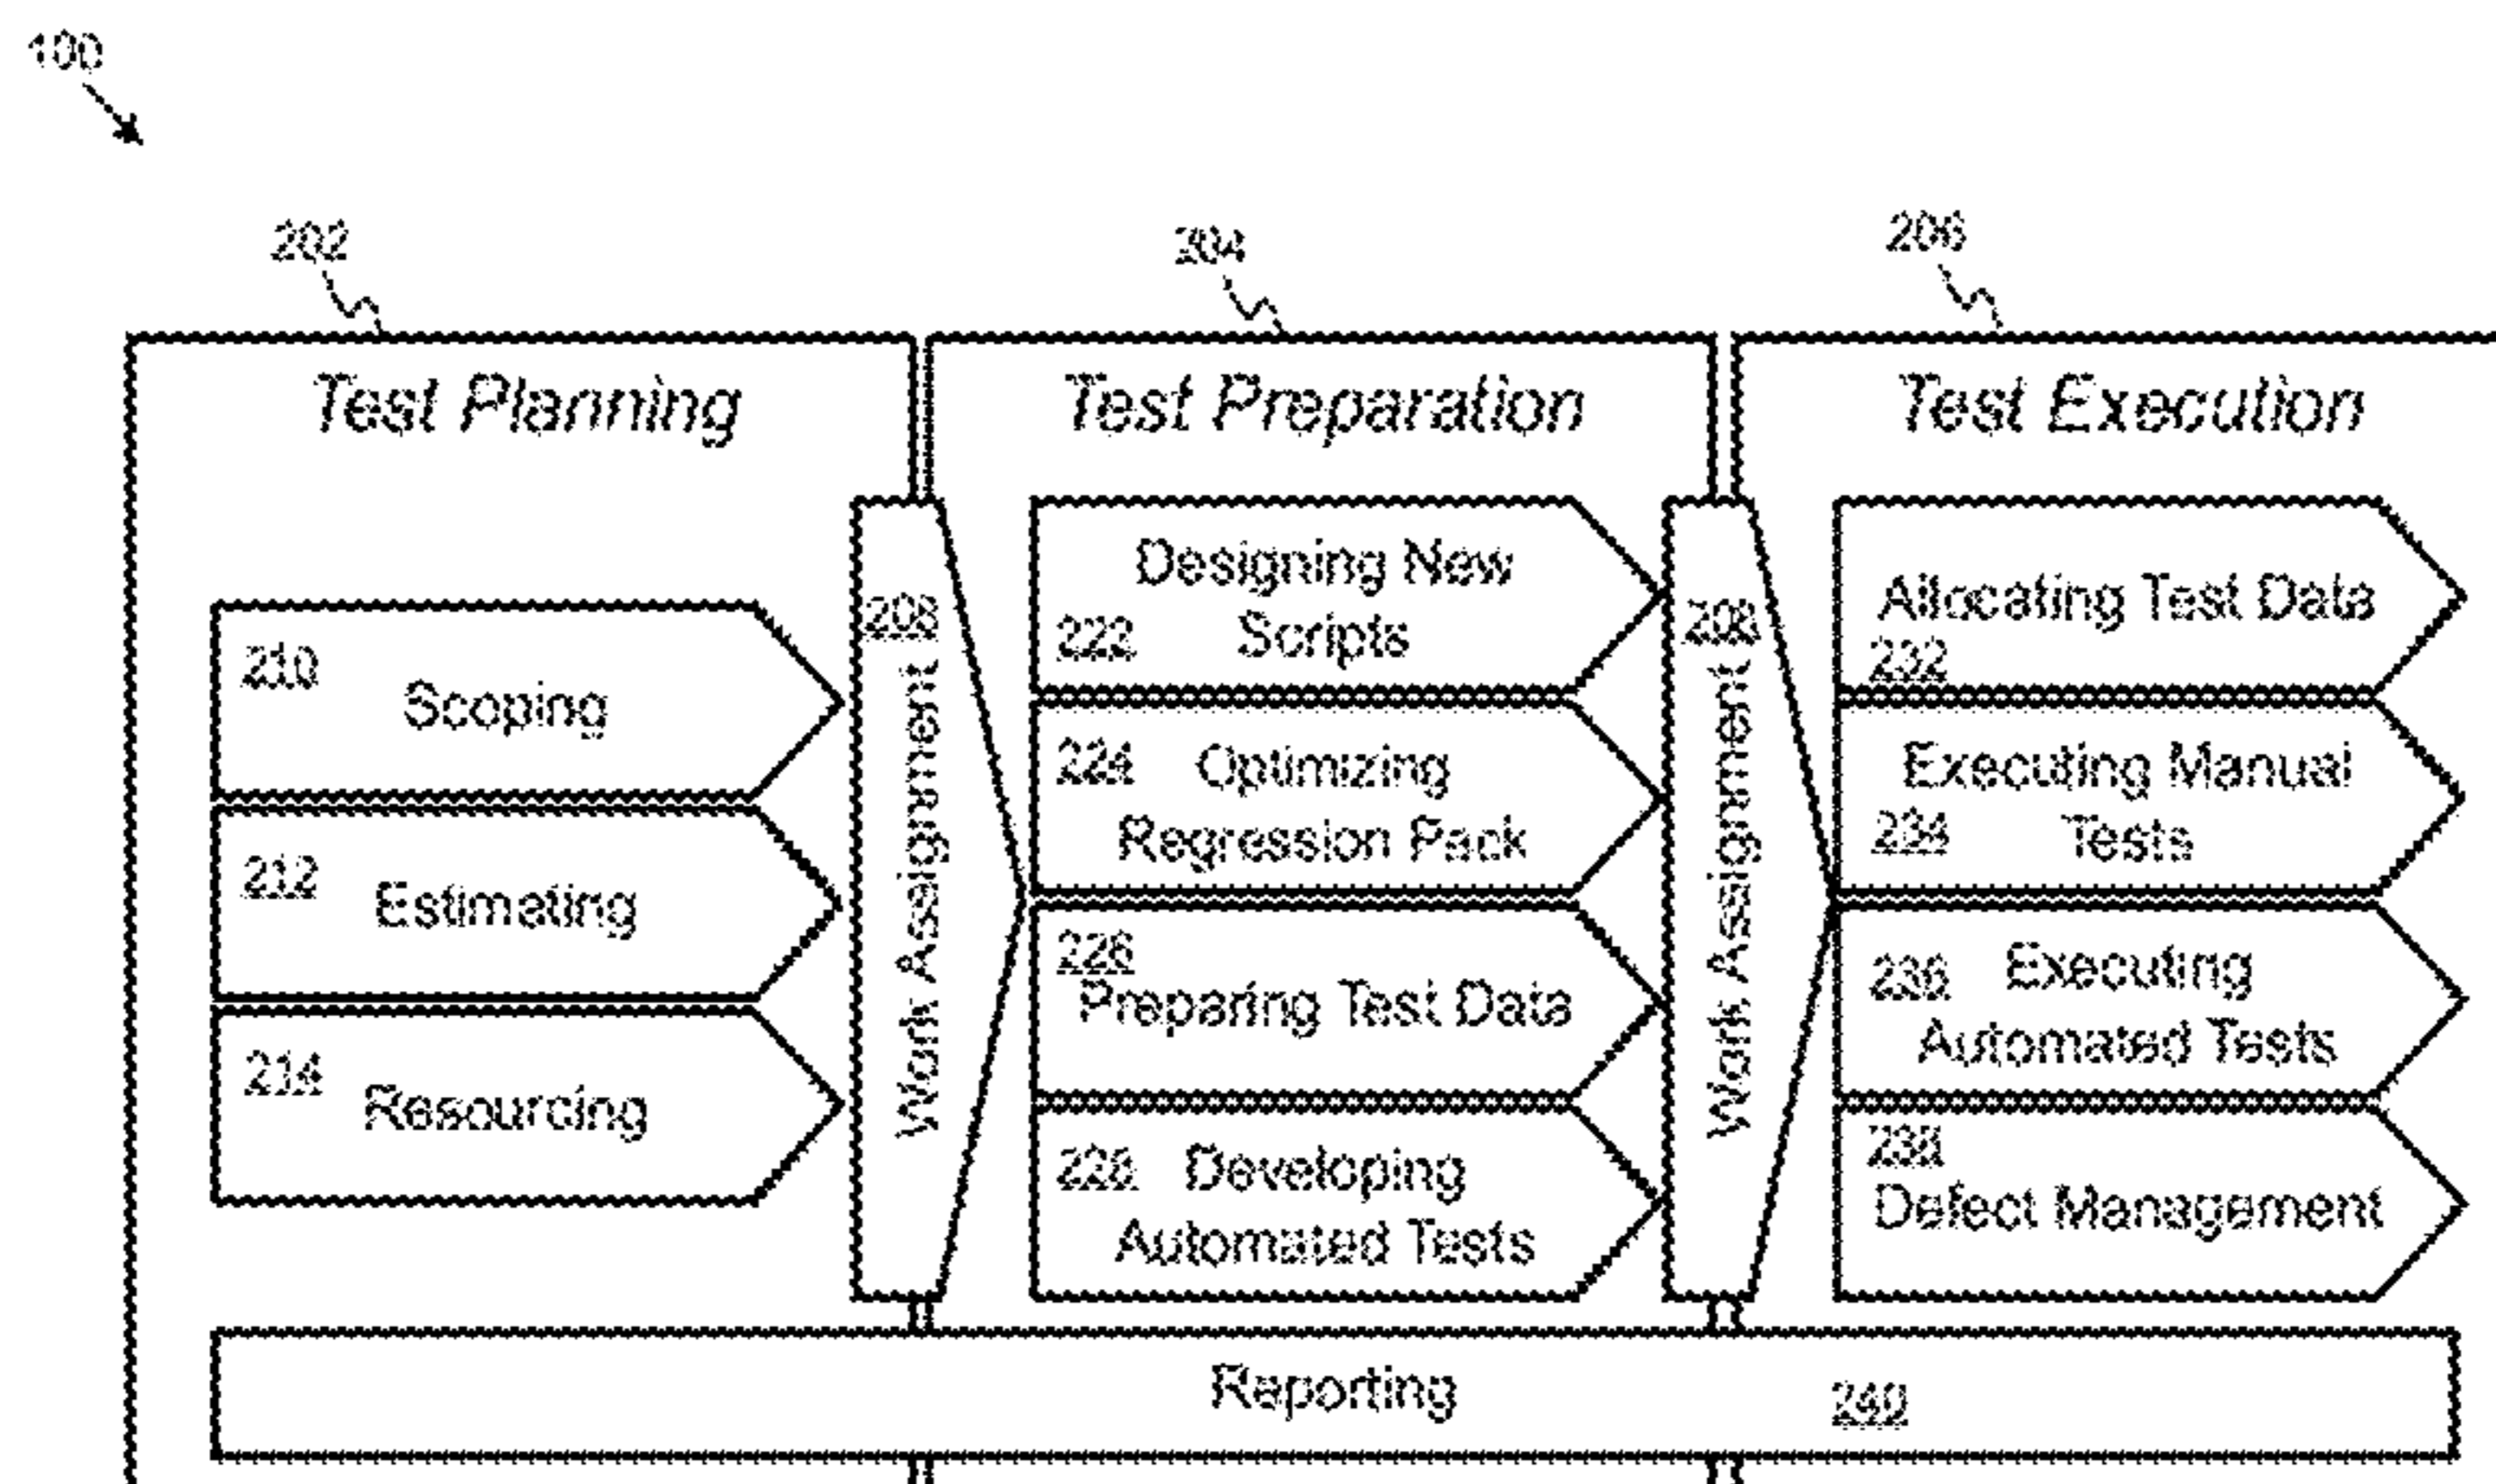 100
202
204
206
Test Planning
Test Preparation
Test Execution
210
Scoping
212
Estimating
214
Resourcing
208
Work Assignment
Designing New
222 Scripts
224 Optimizing
Regression Pack
226
Preparing Test Data
228 Developing
Automated Tests
208
Work Assignment
Allocating Test Data
232
Executing Manual
234 Tests
236 Executing
Automated Tests
238
Defect Management
Reporting
240